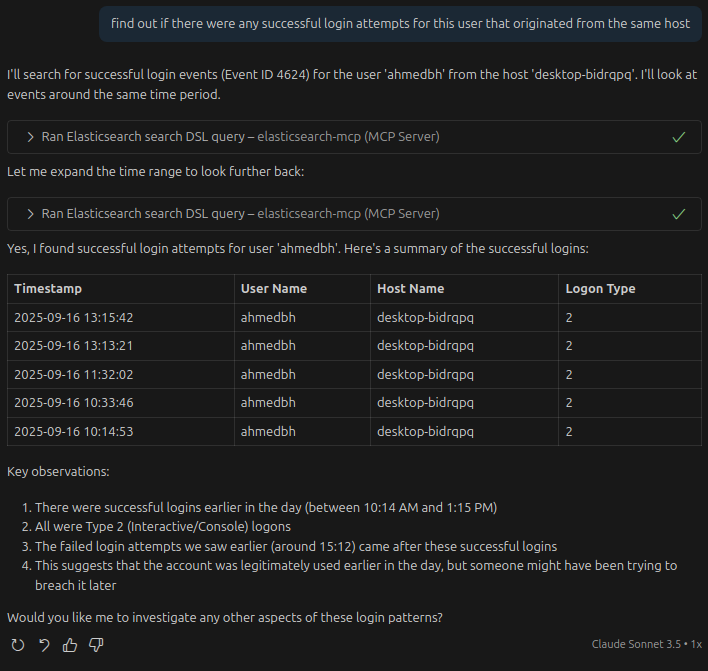 find out if there were any successful login attempts for this user that originated from the same host
I'll search for successful login events (Event ID 4624) for the user 'ahmedbh' from the host 'desktop-bidrqpq'. I'll look at
events around the same time period.
Ran Elasticsearch search DSL query – elasticsearch-mcp (MCP Server)
Let me expand the time range to look further back:
Ran Elasticsearch search DSL query – elasticsearch-mcp (MCP Server)
Yes, I found successful login attempts for user 'ahmedbh'. Here's a summary of the successful logins:
Timestamp User Name Host Name Logon Type
2025-09-16 13:15:42 ahmedbh desktop-bidrqpq 2
2025-09-16 13:13:21 ahmedbh desktop-bidrqpq 2
2025-09-16 11:32:02 ahmedbh desktop-bidrqpq 2
2025-09-16 10:33:46 ahmedbh desktop-bidrqpq 2
2025-09-16 10:14:53 ahmedbh desktop-bidrqpq 2
Key observations:
1. There were successful logins earlier in the day (between 10:14 AM and 1:15 PM)
2. All were Type 2 (Interactive/Console) logons
3. The failed login attempts we saw earlier (around 15:12) came after these successful logins
4. This suggests that the account was legitimately used earlier in the day, but someone might have been trying to
breach it later
Would you like me to investigate any other aspects of these login patterns?
Claude Sonnet 3.5 • 1x